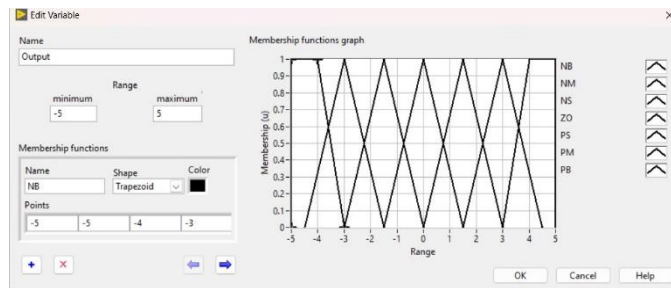 Edit Variable
Name
Output
Range
minimum
maximum
-5
5
Membership functions
Name
Shape
Color
NB
Trapezoid
Points
-5 -5 -4 -3
Membership functions graph
Membership (u)
1
0.9
0.8
0.7
0.6
0.5
0.4
0.3
0.2
0.1
0
-5 -4 -3 -2 -1 0 1 2 3 4 5
Range
NB
NM
NS
ZO
PS
PM
PB
OK Cancel Help